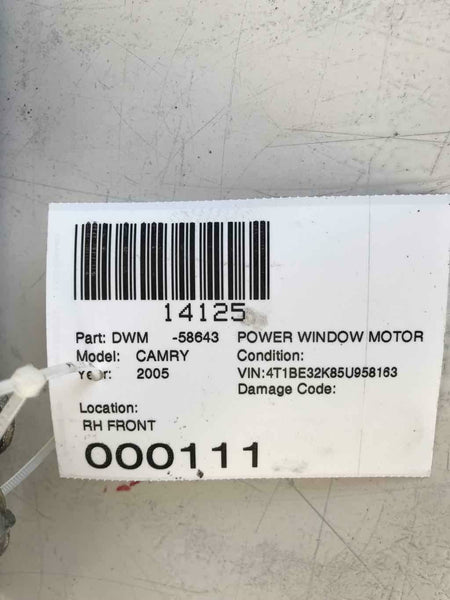 14125
Part: DWM -58643 POWER WINDOW MOTOR
Model: CAMRY Condition:
Year: 2005 VIN:4T1BE32K85U958163
Damage Code:
Location:
RH FRONT
000111